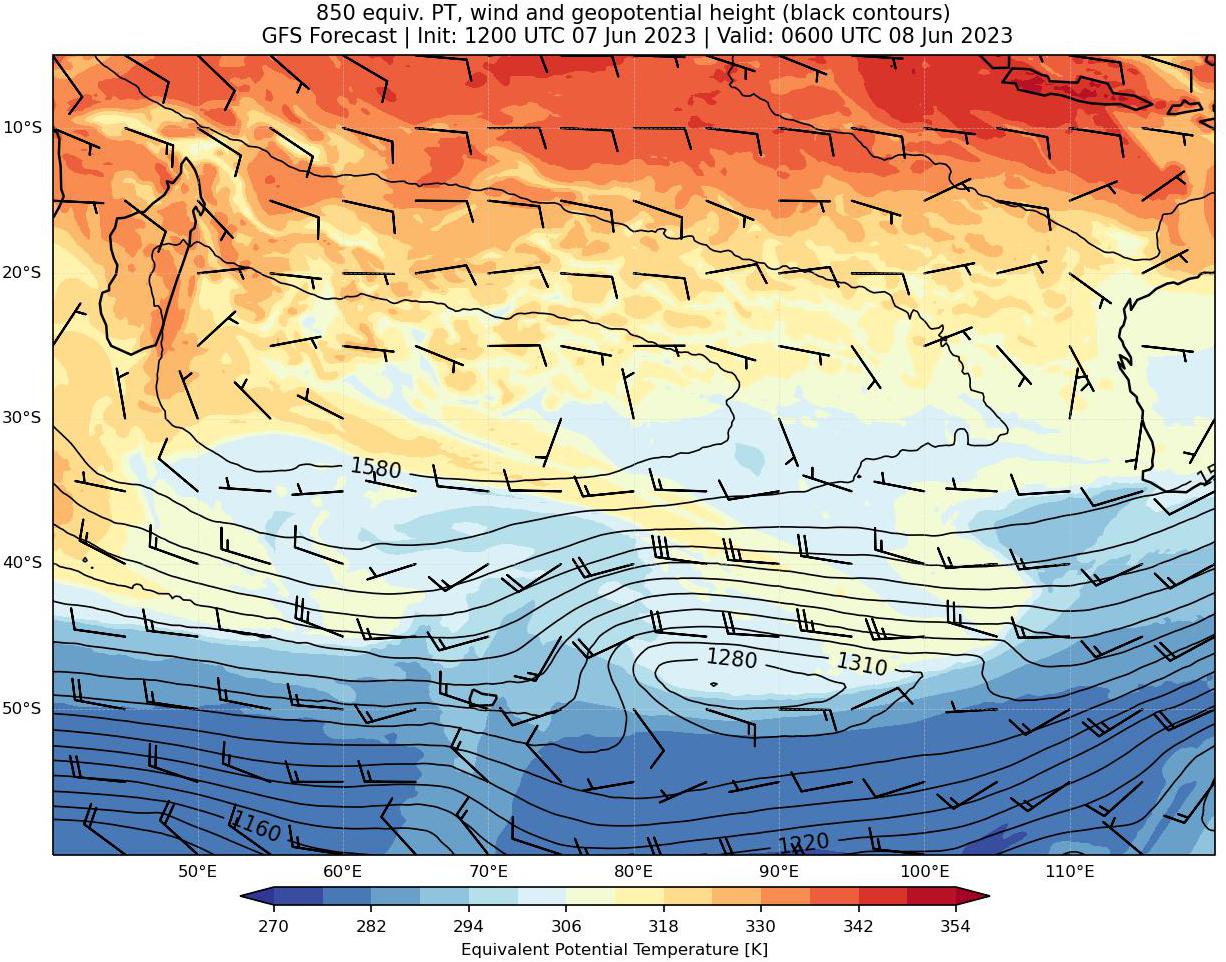 850 equiv. PT, wind and geopotential height (black contours)
GFS Forecast | Init: 1200 UTC 07 Jun 2023 | Valid: 0600 UTC 08 Jun 2023
10°S
20°S
30°S
1580
15
40°S
1280
1310
50°S
1160
1220
50°E 60°E 70°E 80°E 90°E 100°E 110°E
270 282 294 306 318 330 342 354
Equivalent Potential Temperature [K]